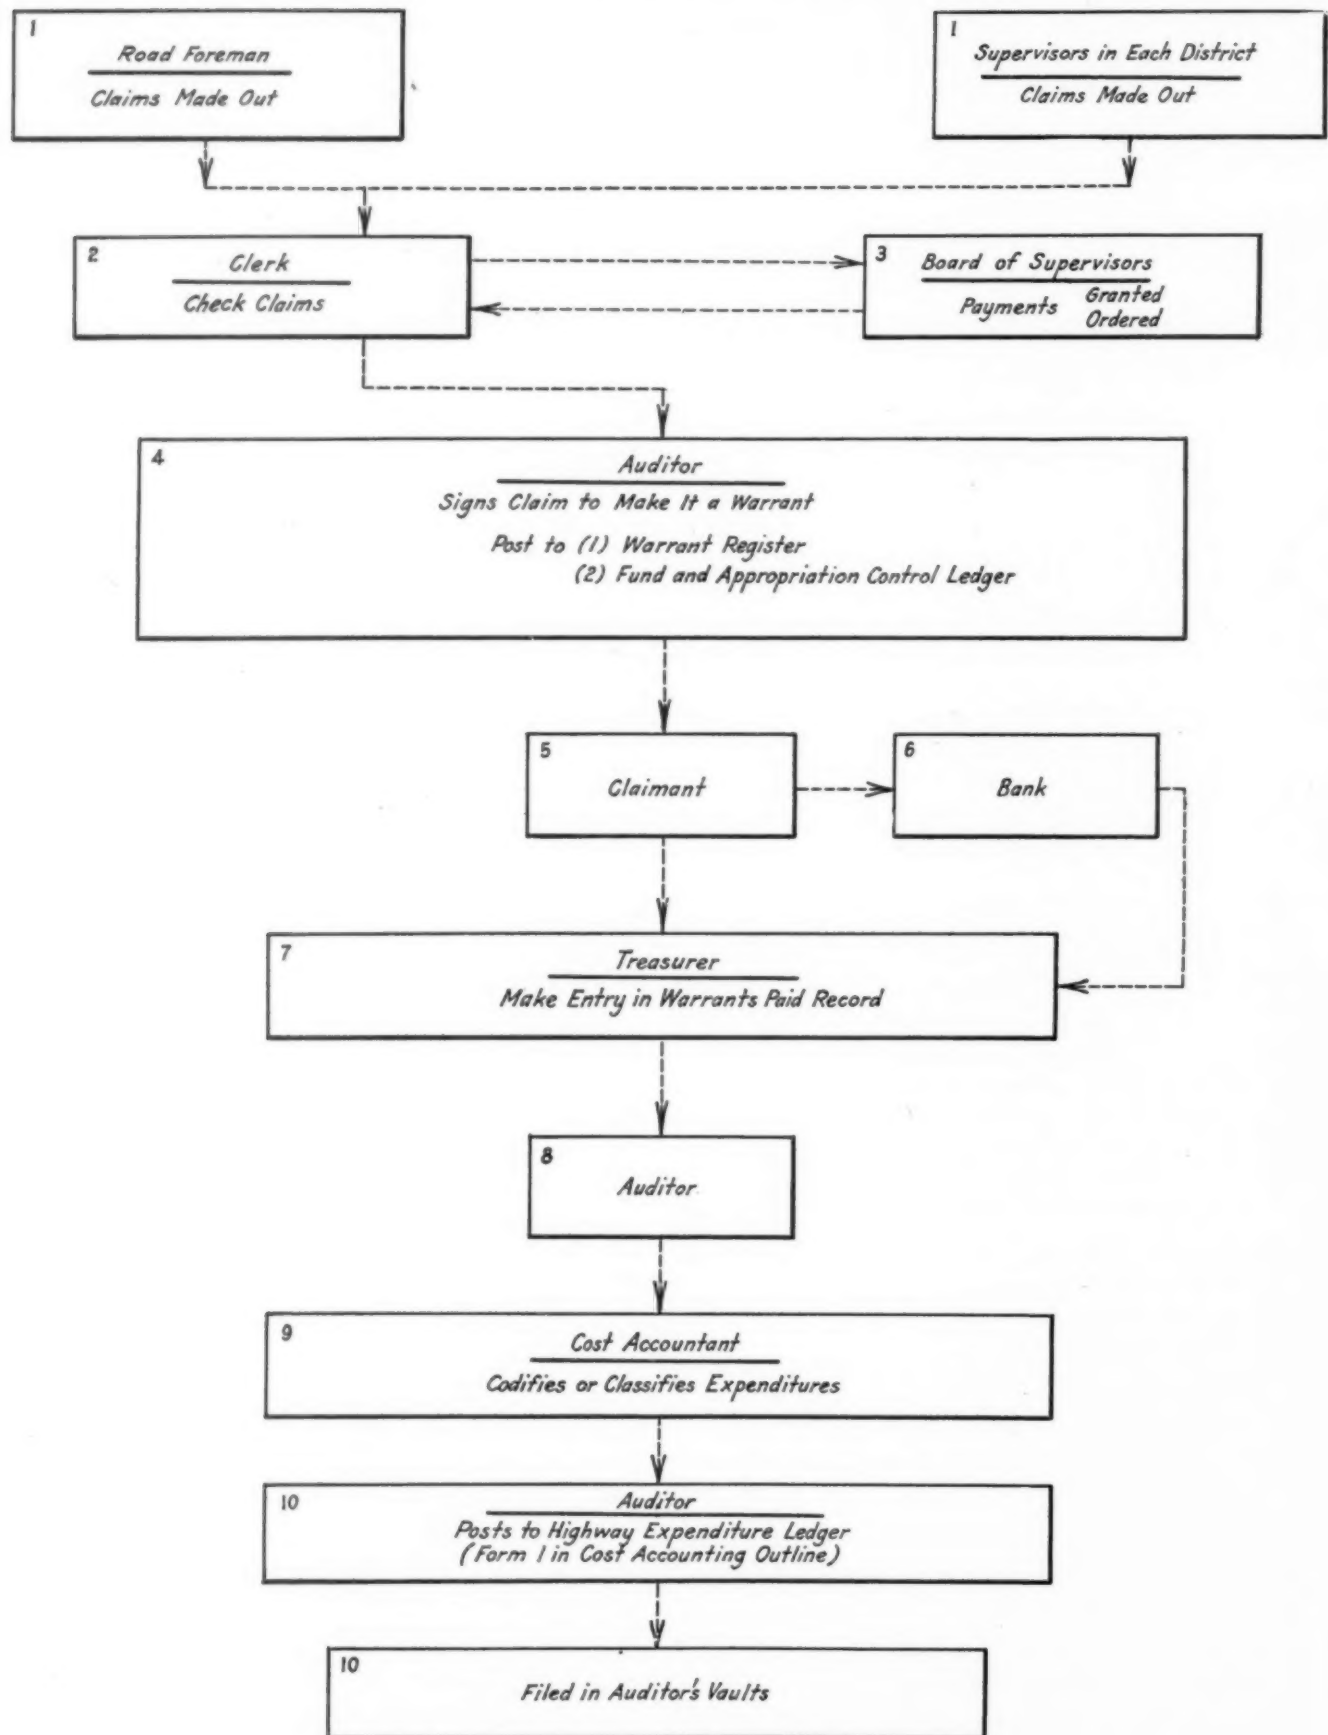 1
Road Foreman
Claims Made Out
1
Supervisors in Each District
Claims Made Out
2
Clerk
Check Claims
3
Board of Supervisors
Payments Granted
Ordered
4
Auditor
Signs Claim to Make It a Warrant
Post to (1) Warrant Register
(2) Fund and Appropriation Control Ledger
5
Claimant
6
Bank
7
Treasurer
Make Entry in Warrants Paid Record
8
Auditor
9
Cost Accountant
Codifies or Classifies Expenditures
10
Auditor
Posts to Highway Expenditure Ledger
(Form 1 in Cost Accounting Outline)
10
Filed in Auditor's Vaults